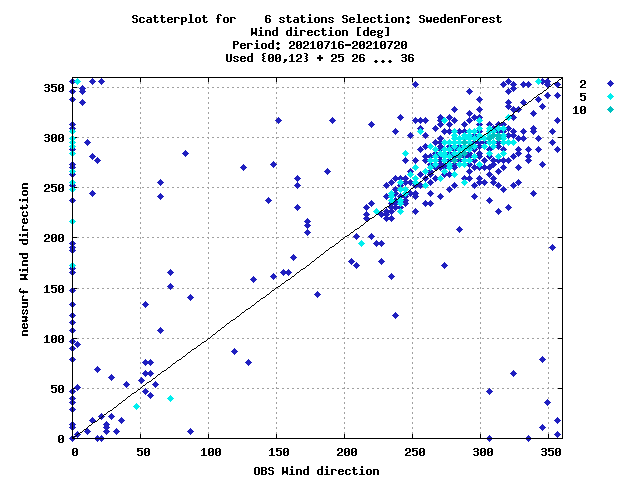 Scatterplot for    6 stations Selection: SwedenForest
Wind direction [deg]
Period: 20210716-20210720
Used {00,12} + 25 26 ... 36
2
5
10
350
300
250
200
150
100
50
0
newsurf Wind direction
0 50 100 150 200 250 300 350
OBS Wind direction